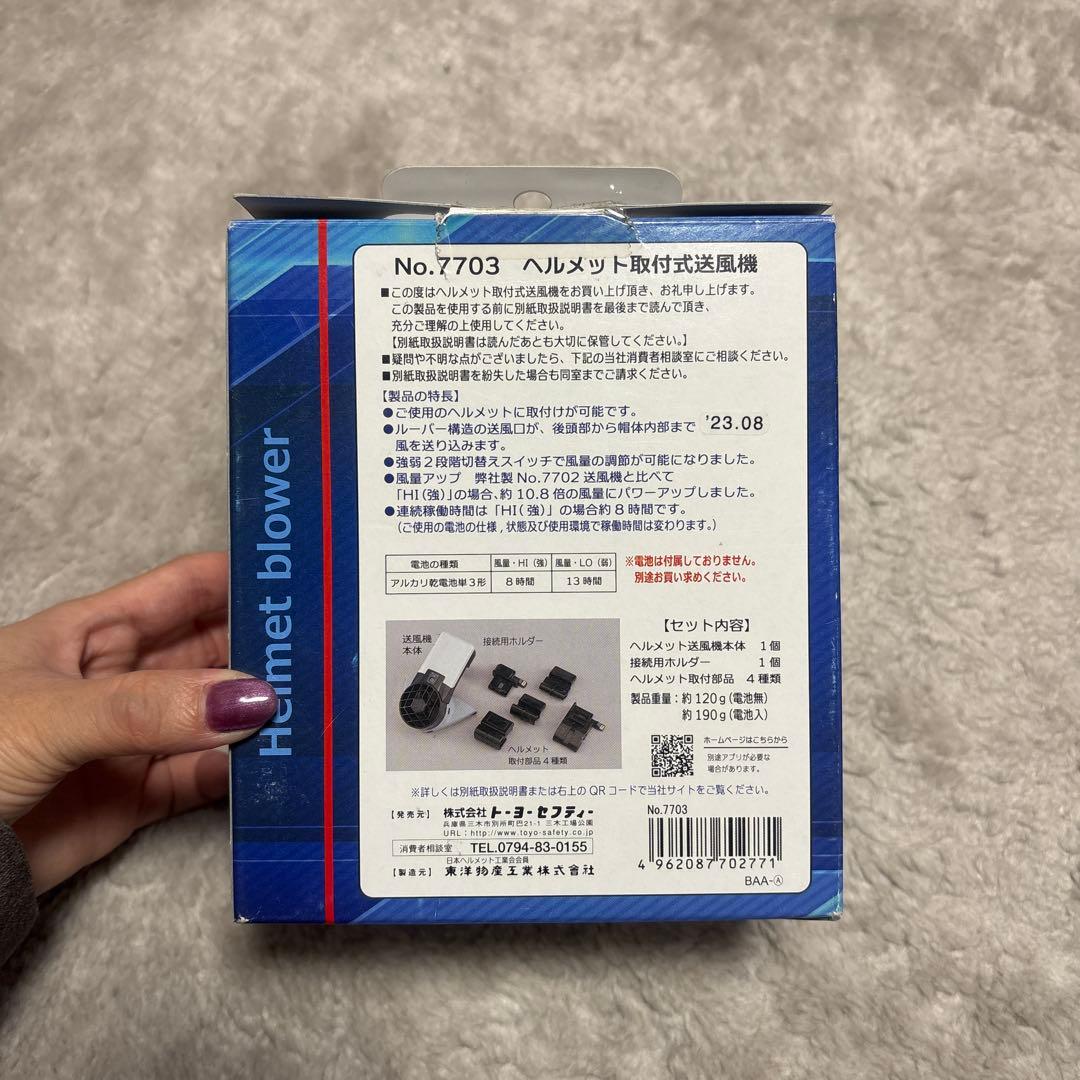 No.7703 ヘルメット取付式送風機
■この度はヘルメット取付式送風機をお買い上げ頂き、お礼申し上げます。
この製品を使用する前に別紙取扱説明書を最後まで読んで頂き、
充分ご理解の上使用してください。
【別紙取扱説明書は読んだあとも大切に保管してください。】
■疑問や不明な点がございましたら、下記の当社消費者相談室にご相談ください。
■別紙取扱説明書を紛失した場合も同室までご請求ください。
【製品の特長】
●ご使用のヘルメットに取付けが可能です。
●ルーバー構造の送風口が、後頭部から帽体内部まで
風を送り込みます。
'23.08
●強弱2段階切替えスイッチで風量の調節が可能になりました。
●風量アップ 弊社製No.7702送風機と比べて
「HI(強)」の場合、約10.8倍の風量にパワーアップしました。
●連続稼働時間は「HI(強)」の場合約8時間です。
(ご使用の電池の仕様,状態及び使用環境で稼働時間は変わります。)
電池の種類 風量・HI(強) 風量・LO(弱)
アルカリ乾電池単3形 8時間 13時間
※電池は付属しておりません。
別途お買い求めください。
送風機
本体
接続用ホルダー
ヘルメット
取付部品4種類
【セット内容】
ヘルメット送風機本体 1個
接続用ホルダー 1個
ヘルメット取付部品 4種類
製品重量:約120g(電池無)
約190g(電池入)
ホームページはこちらから
別途アプリが必要な
場合があります。
※詳しくは別紙取扱説明書または右上のQRコードで当社サイトをご覧ください。
【発売元】 株式会社トーヨーセフティー
兵庫県三木市別所町巴21-1 三木工場公園
URL:http://www.toyo-safety.co.jp
消費者相談室 TEL.0794-83-0155
日本ヘルメット工業会会員
【製造元】 東洋物産工業株式会社
No.7703
4962087702771
BAA-Ⓐ
Helmet blower